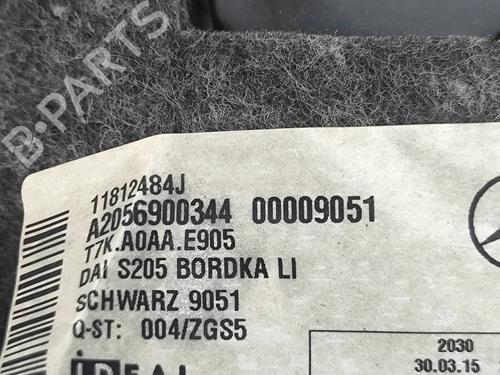 B-PARTS
11812484J
A2056900344 00009051
T7K.A0AA.E905
DAI S205 BORDKA LI
SCHWARZ 9051
Q-ST: 004/ZGS5
2030
30.03.15